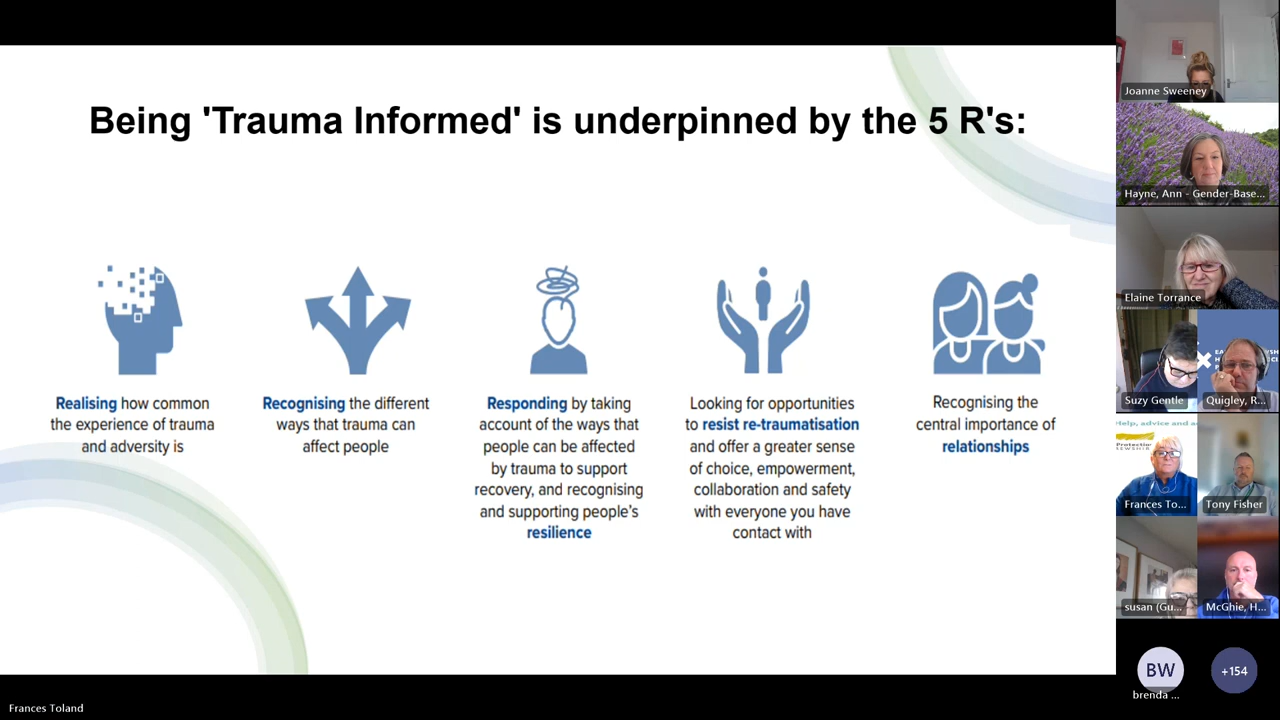 Being 'Trauma Informed' is underpinned by the 5 R's:
Realising how common
the experience of trauma
and adversity is
Recognising the different
ways that trauma can
affect people
Responding by taking
account of the ways that
people can be affected
by trauma to support
recovery, and recognising
and supporting people's
resilience
Looking for opportunities
to resist re-traumatisation
and offer a greater sense
of choice, empowerment,
collaboration and safety
with everyone you have
contact with
Recognising the
central importance of
relationships
Joanne Sweeney
Hayne, Ann - Gender-Base...
Elaine Torrance
Suzy Gentle
Quigley, R...
Help, advice and a
Protection
Frances To...
Tony Fisher
susan (Gu...
McGhie, H...
BW
brenda ...
+154
Frances Toland